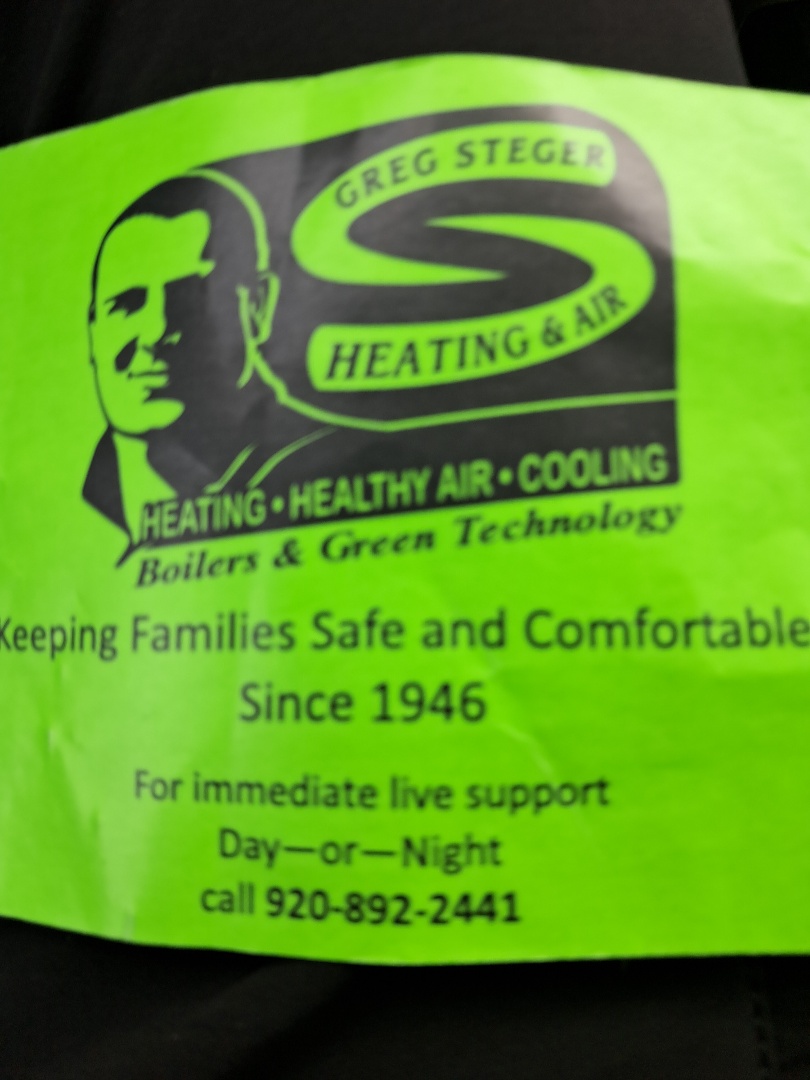 GREG STEGER
HEATING & AIR
HEATING • HEALTHY AIR • COOLING
Boilers & Green Technology
Keeping Families Safe and Comfortable
Since 1946
For immediate live support
Day—or—Night
call 920-892-2441